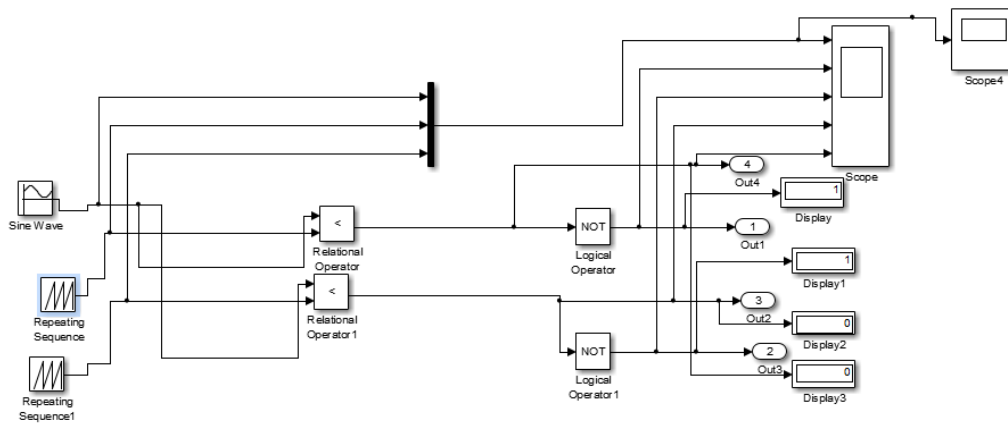 Scope4
Scope
4
Out4
1
Display
Sine Wave
<
Relational
Operator
NOT
Logical
Operator
1
Out1
1
Display1
Repeating
Sequence
<
Relational
Operator1
3
Out2
0
Display2
Repeating
Sequence1
NOT
Logical
Operator1
2
Out3
0
Display3